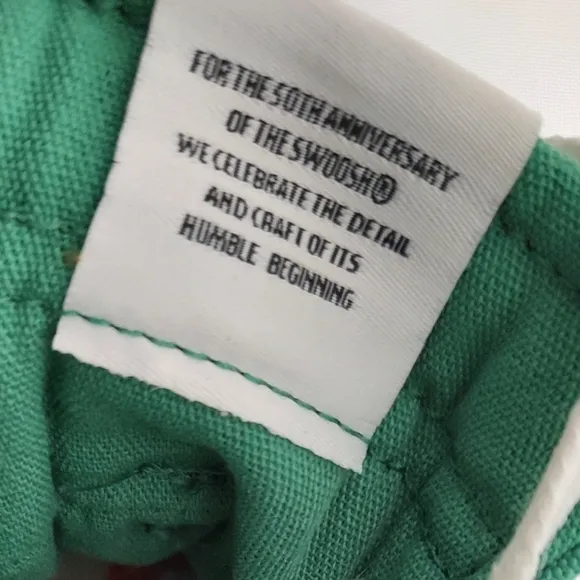 FOR THE 50TH ANNIVERSARY
OF THE SWOOSH®
WE CELEBRATE THE DETAIL
AND CRAFT OF ITS
HUMBLE BEGINNING